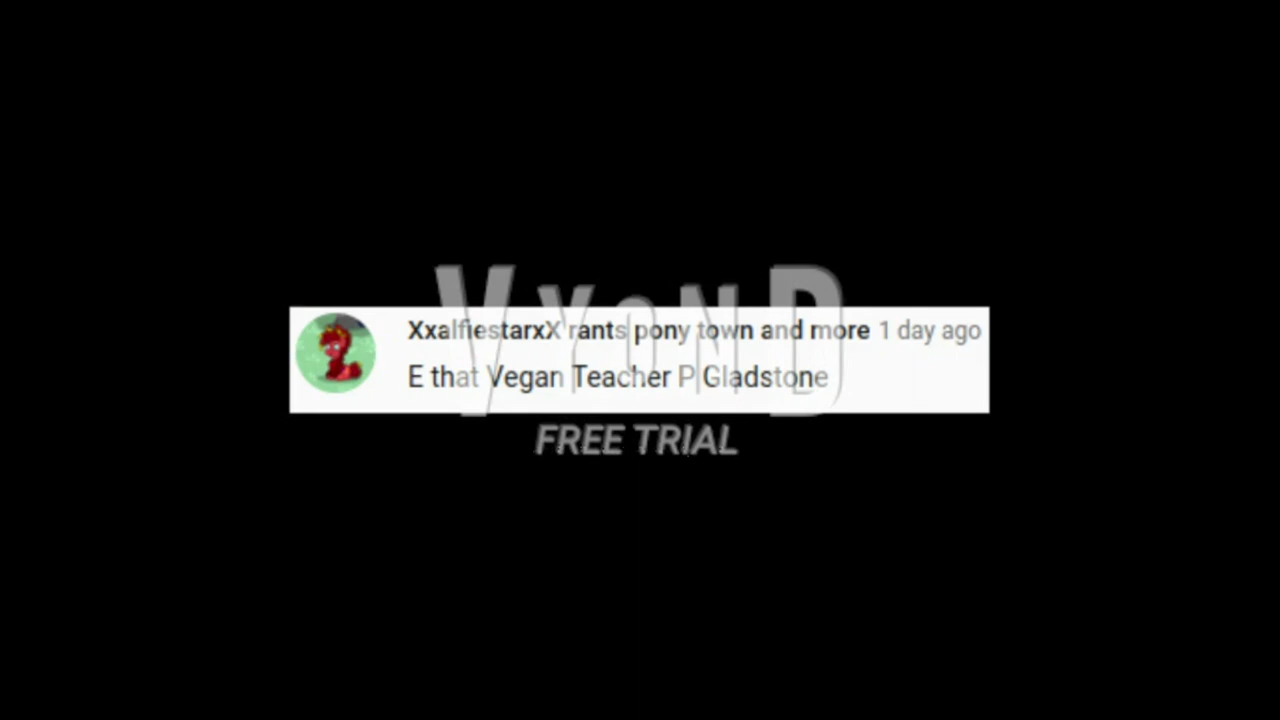 VYOND
XxalfiestarxX rants pony town and more 1 day ago
E that Vegan Teacher P Gladstone
FREE TRIAL